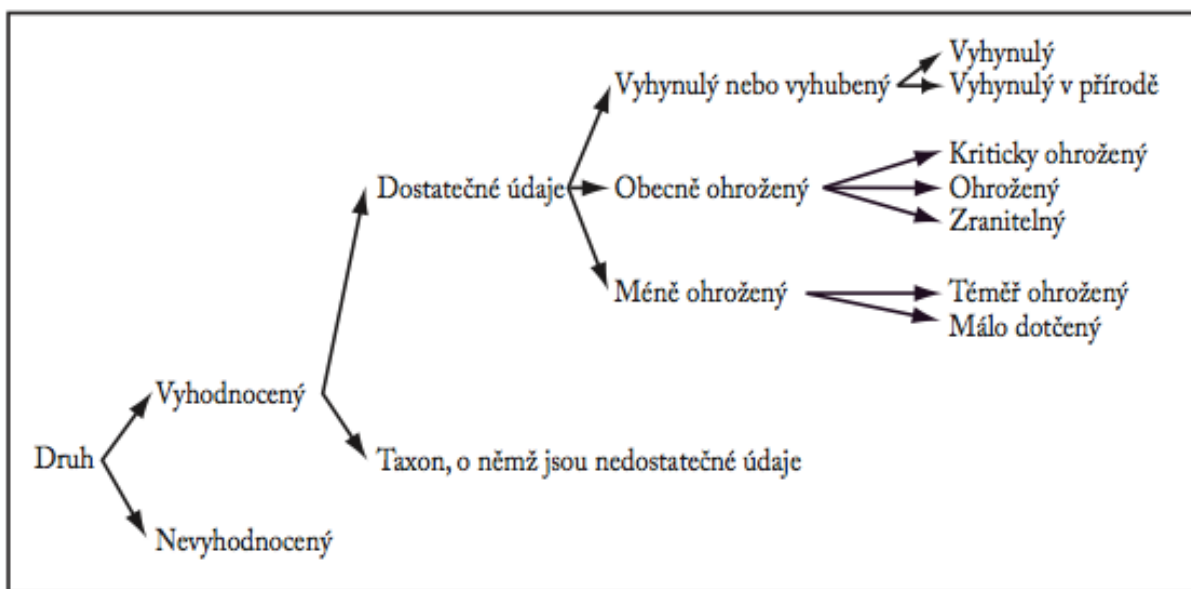 Vyhynulý
Vyhynulý nebo vyhubený
Vyhynulý v přírodě
Kriticky ohrožený
Dostatečné údaje
Obecně ohrožený
Ohrožený
Zranitelný
Méně ohrožený
Téměř ohrožený
Málo dotčený
Vyhodnocený
Druh
Taxon, o němž jsou nedostatečné údaje
Nevyhodnocený